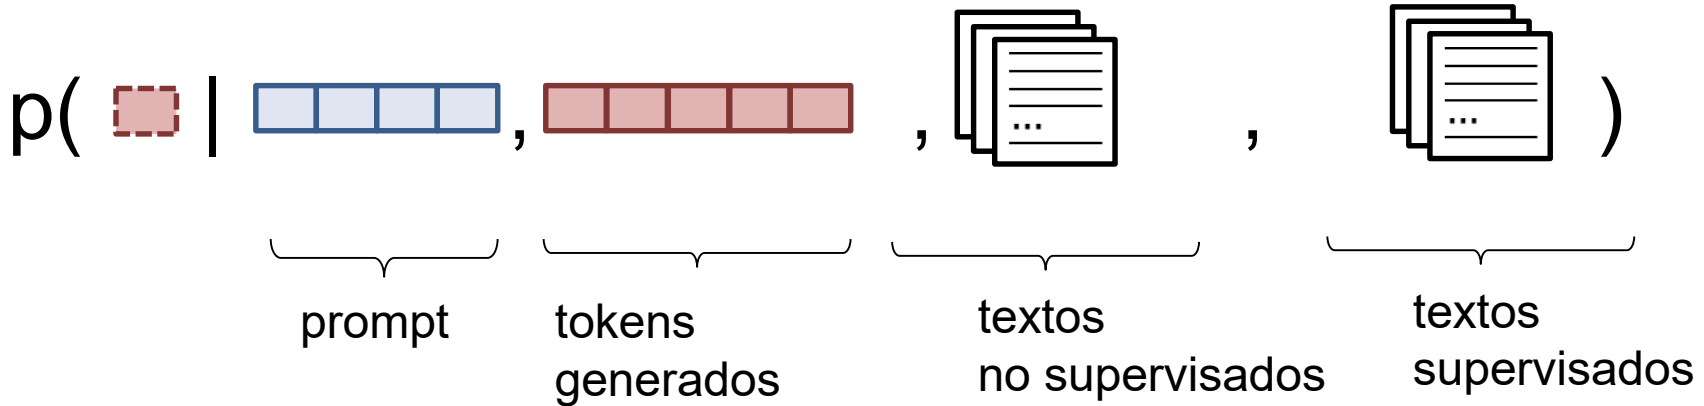 p( | , , , )
prompt
tokens
generados
textos
no supervisados
textos
supervisados